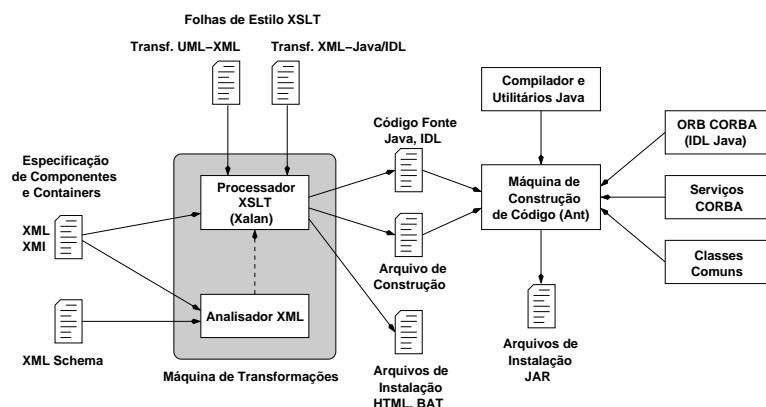 Folhas de Estilo XSLT
Transf. UML–XML
Transf. XML–Java/IDL
Compilador e
Utilitários Java
Código Fonte
Java, IDL
ORB CORBA
(IDL Java)
Especificação
de Componentes
e Containers
Processador
XSLT
(Xalan)
Máquina de
Construção
de Código (Ant)
Serviços
CORBA
XML
XMI
Arquivo de
Construção
Classes
Comuns
Analisador XML
XML Schema
Máquina de Transformações
Arquivos de
Instalação
HTML, BAT
Arquivos de
Instalação
JAR